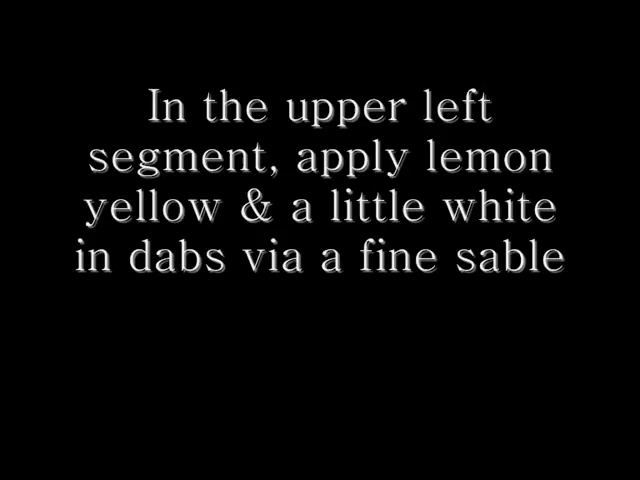 In the upper left
segment, apply lemon
yellow & a little white
in dabs via a fine sable